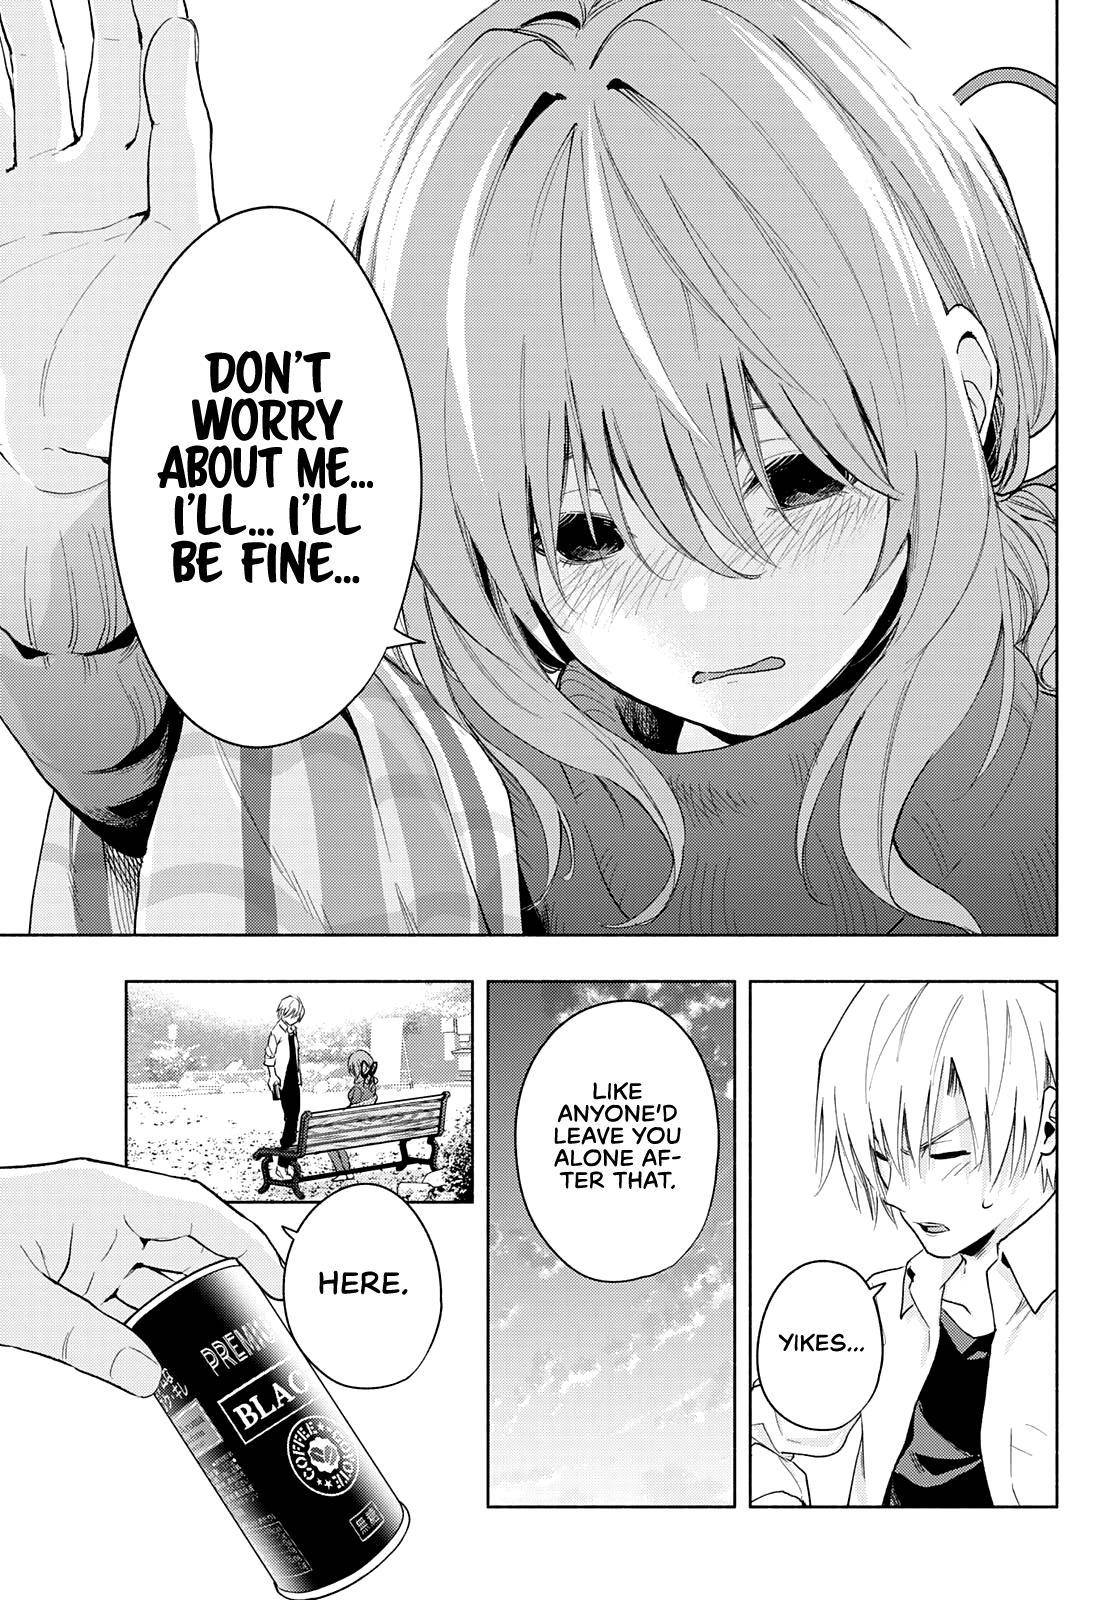 DON'T
WORRY
ABOUT ME...
I'LL... I'LL
BE FINE...
YIKES...
LIKE
ANYONE'D
LEAVE YOU
ALONE AF-
TER THAT.
HERE.
PREMIU
BLAC
COFFEE